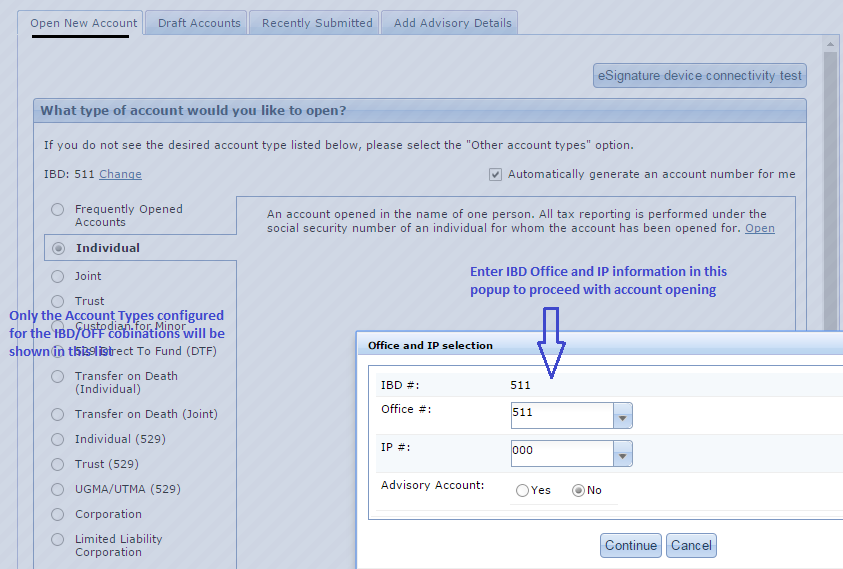 Open New Account
Draft Accounts
Recently Submitted
Add Advisory Details
eSignature device connectivity test
What type of account would you like to open?
If you do not see the desired account type listed below, please select the "Other account types" option.
IBD: 511 Change
Automatically generate an account number for me
Frequently Opened
Accounts
Individual
Joint
Trust
Custodian for Minor
529 Direct To Fund (DTF)
Transfer on Death
(Individual)
Transfer on Death (Joint)
Individual (529)
Trust (529)
UGMA/UTMA (529)
Corporation
Limited Liability
Corporation
An account opened in the name of one person. All tax reporting is performed under the
social security number of an individual for whom the account has been opened for. Open
Only the Account Types configured
for the IBD/OFF cobinations will be
shown in this list
Enter IBD Office and IP information in this
popup to proceed with account opening
Office and IP selection
IBD #: 511
Office #: 511
IP #: 000
Advisory Account: Yes No
Continue Cancel